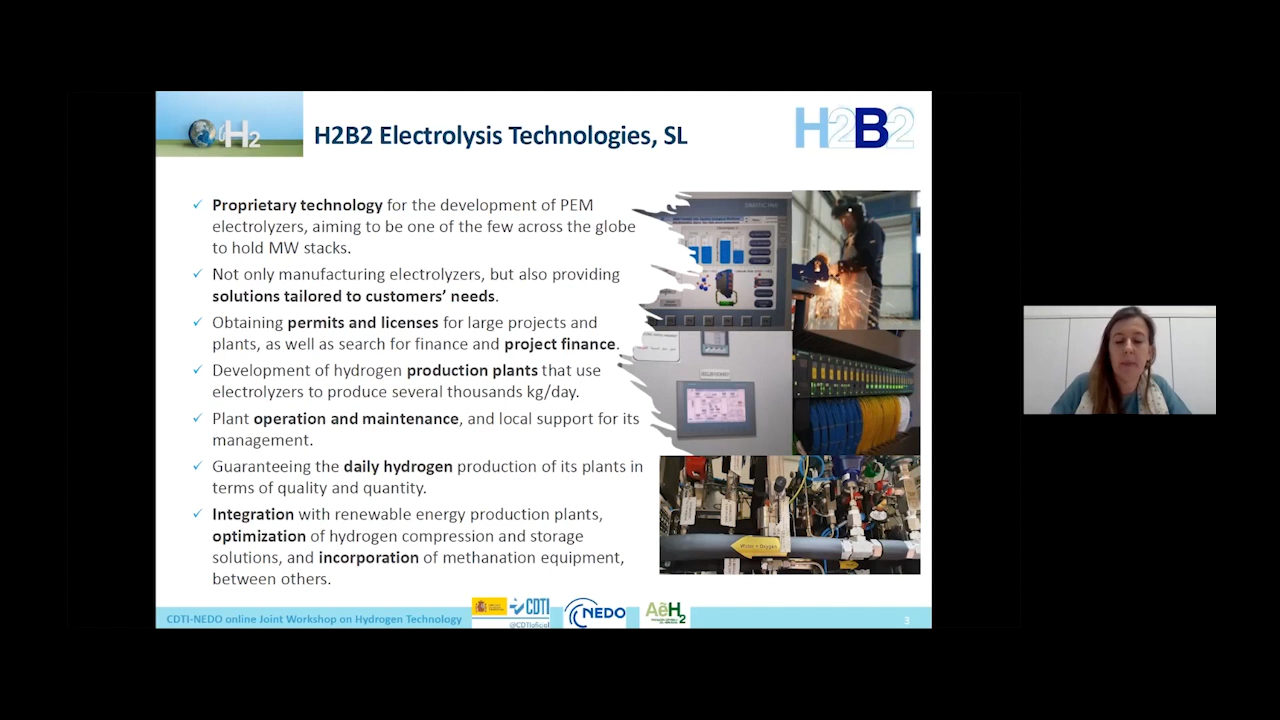 H2
H2B2 Electrolysis Technologies, SL
H2B2
Proprietary technology for the development of PEM
electrolyzers, aiming to be one of the few across the globe
to hold MW stacks.
Not only manufacturing electrolyzers, but also providing
solutions tailored to customers’ needs.
Obtaining permits and licenses for large projects and
plants, as well as search for finance and project finance.
Development of hydrogen production plants that use
electrolyzers to produce several thousands kg/day.
Plant operation and maintenance, and local support for its
management.
Guaranteeing the daily hydrogen production of its plants in
terms of quality and quantity.
Integration with renewable energy production plants,
optimization of hydrogen compression and storage
solutions, and incorporation of methanation equipment,
between others.
Water + Oxygen
CDTI-NEDO online Joint Workshop on Hydrogen Technology
CDTI
@CDTIoficial
NEDO
AeH2
3